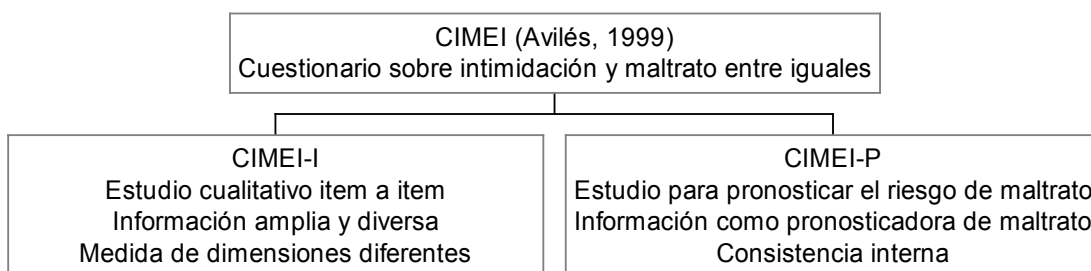 CIMEI (Avilés, 1999)
Cuestionario sobre intimidación y maltrato entre iguales
CIMEI-I
Estudio cualitativo item a item
Información amplia y diversa
Medida de dimensiones diferentes
CIMEI-P
Estudio para pronosticar el riesgo de maltrato
Información como pronosticadora de maltrato
Consistencia interna